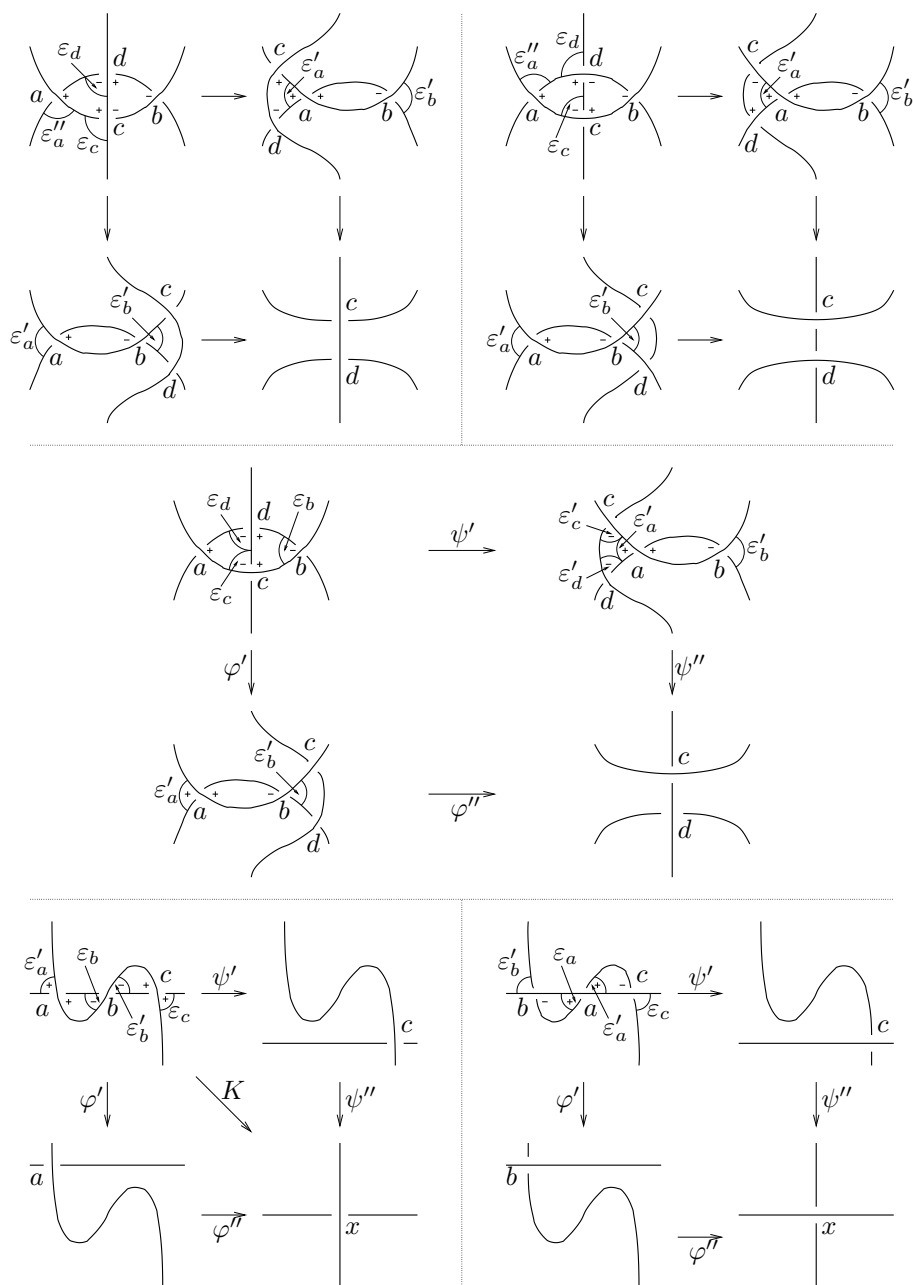 ε_d d c ε'_a ε''_a ε_d d c ε'_a
a ε''_a ε_c c b a d b ε'_b a ε_c c b a d b ε'_b
c c c c
ε'_a a ε'_b b d d ε'_a a ε'_b b d d
ε_d d ε_b c ε'_c ε'_a
a ε_c c b ψ' ε'_d a d b ε'_b
φ' ψ''
c c
ε'_a a ε'_b b d φ'' d
ε'_a ε_b c ψ' ε'_b ε_a c ψ'
a b ε'_b ε_c c b a ε'_a ε_c c
φ' K ψ'' φ' ψ''
a b
φ'' x φ'' x